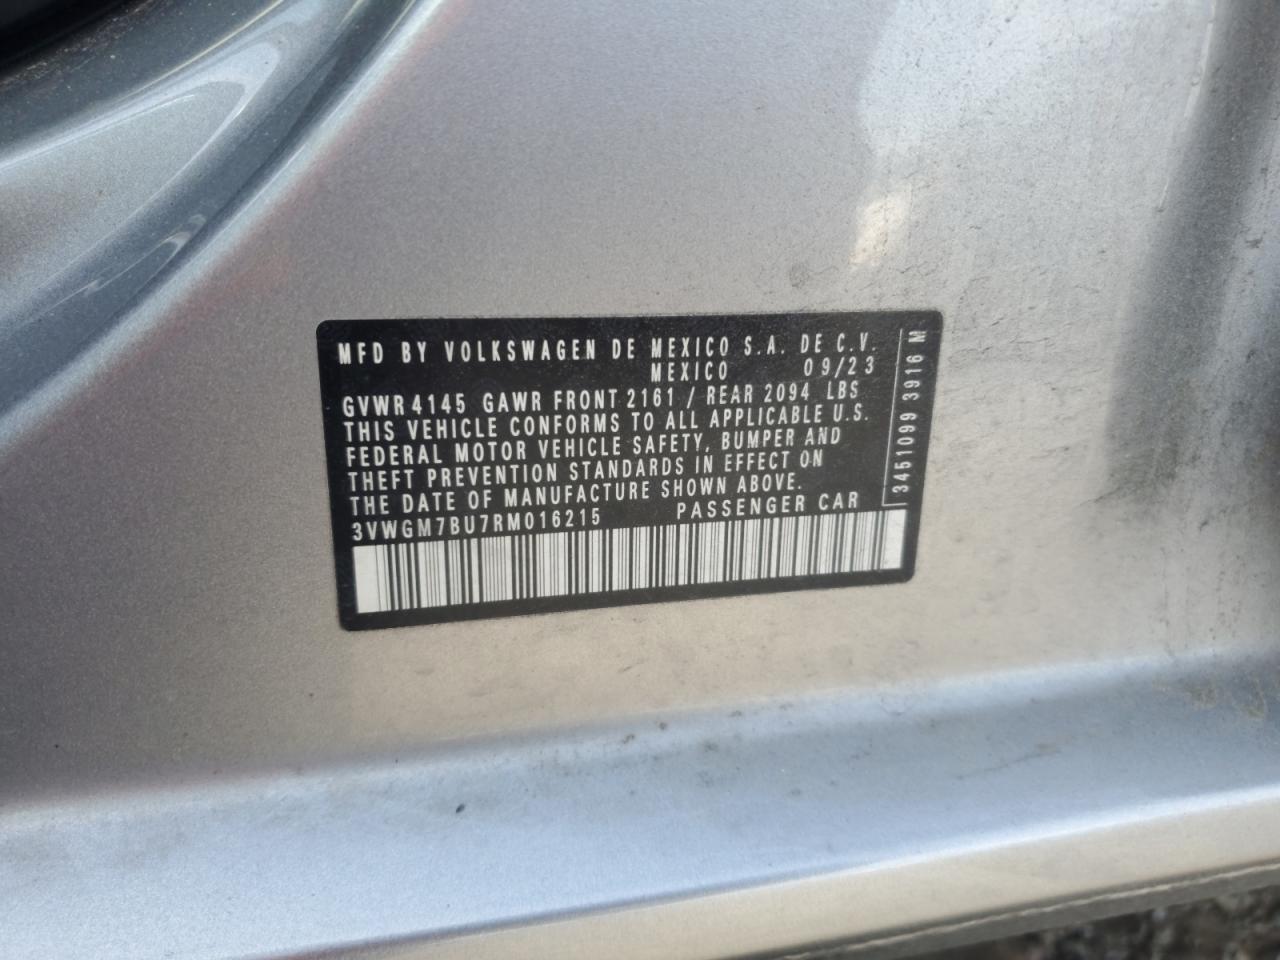 MFD BY VOLKSWAGEN DE MEXICO S.A. DE C.V.
MEXICO 09/23
GVWR 4145 GAWR FRONT 2161 / REAR 2094 LBS
THIS VEHICLE CONFORMS TO ALL APPLICABLE U.S.
FEDERAL MOTOR VEHICLE SAFETY, BUMPER AND
THEFT PREVENTION STANDARDS IN EFFECT ON
THE DATE OF MANUFACTURE SHOWN ABOVE.
3VWGM7BU7RM016215 PASSENGER CAR
3451099 3916 M